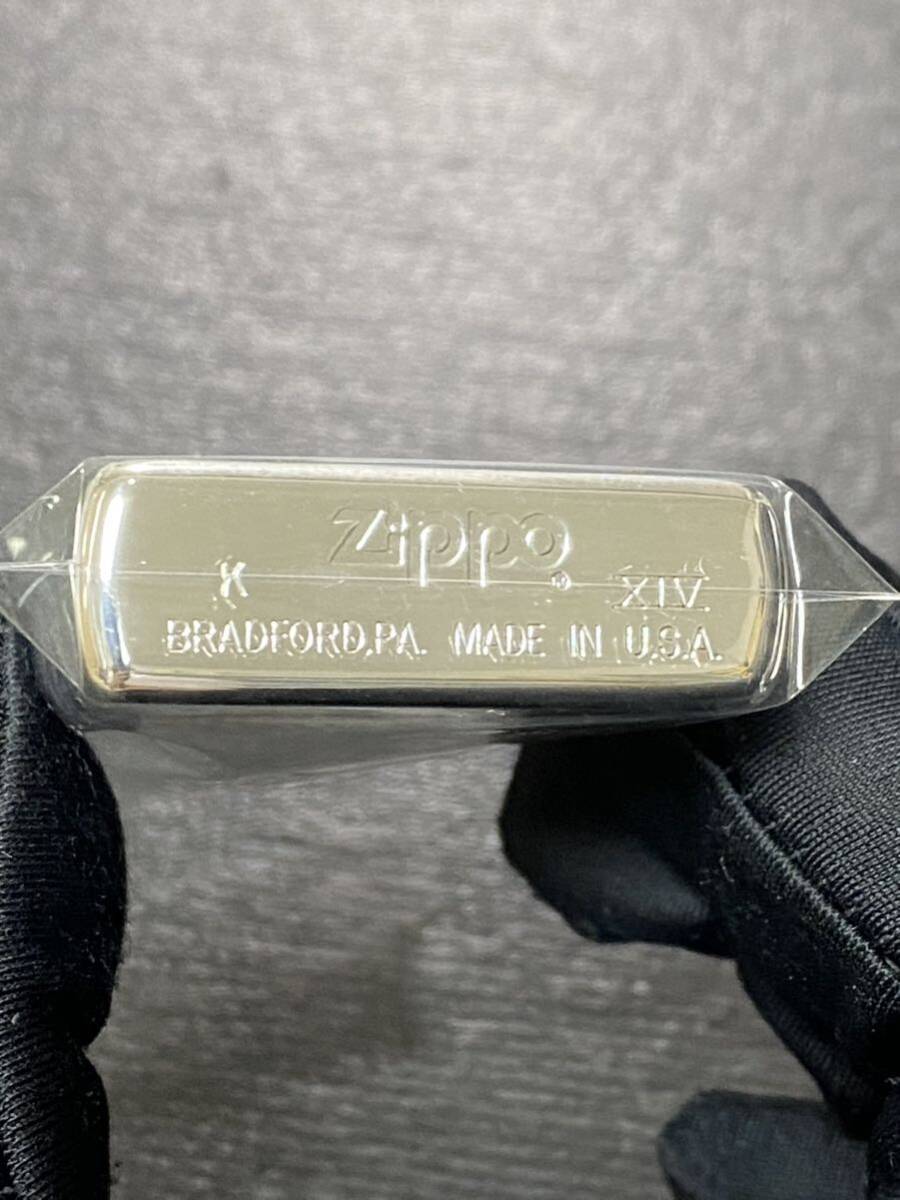 Zippo®
K XIV
BRADFORD,PA. MADE IN U.S.A.